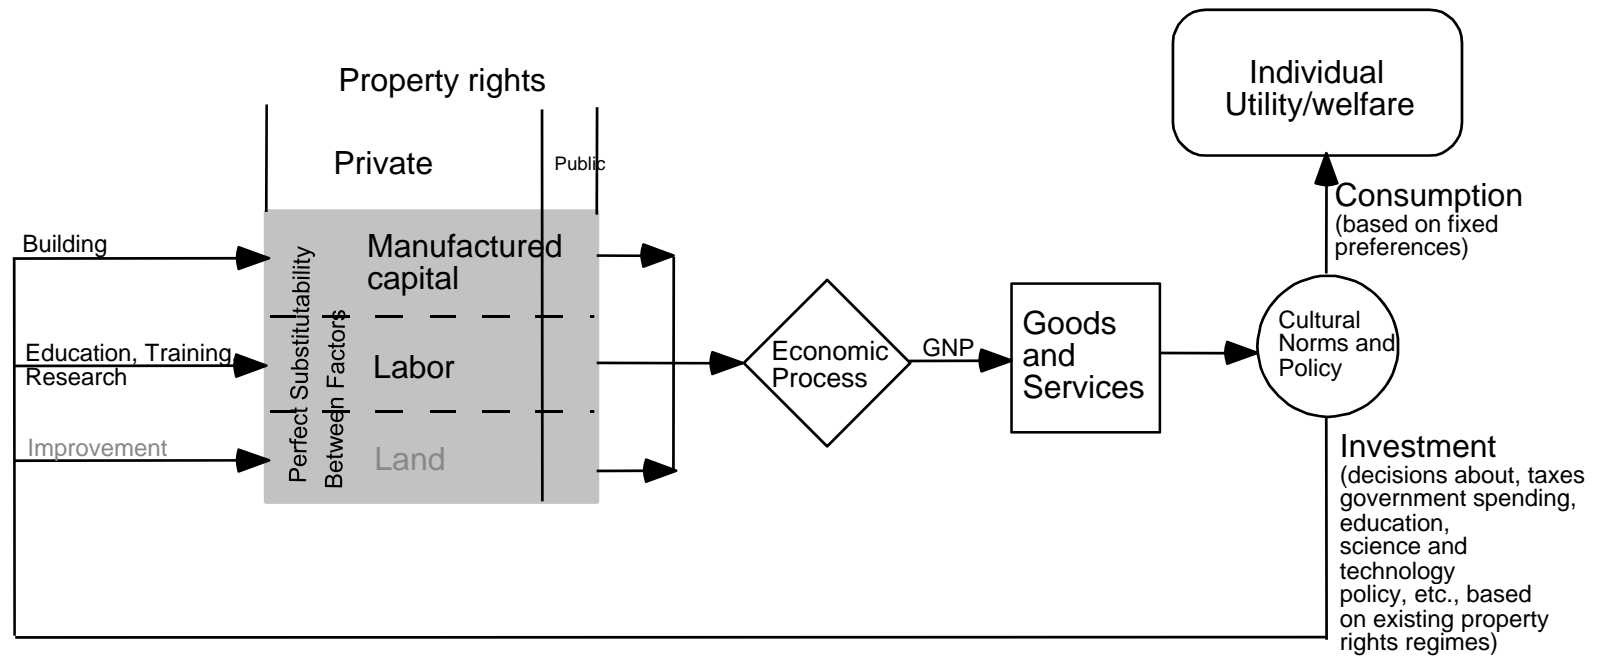 Property rights
Private
Public
Individual
Utility/welfare
Consumption
(based on fixed
preferences)
Building
Education, Training,
Research
Improvement
Perfect Substitutability
Between Factors
Manufactured
capital
Labor
Land
Economic
Process
GNP
Goods
and
Services
Cultural
Norms and
Policy
Investment
(decisions about, taxes
government spending,
education,
science and
technology
policy, etc., based
on existing property
rights regimes)